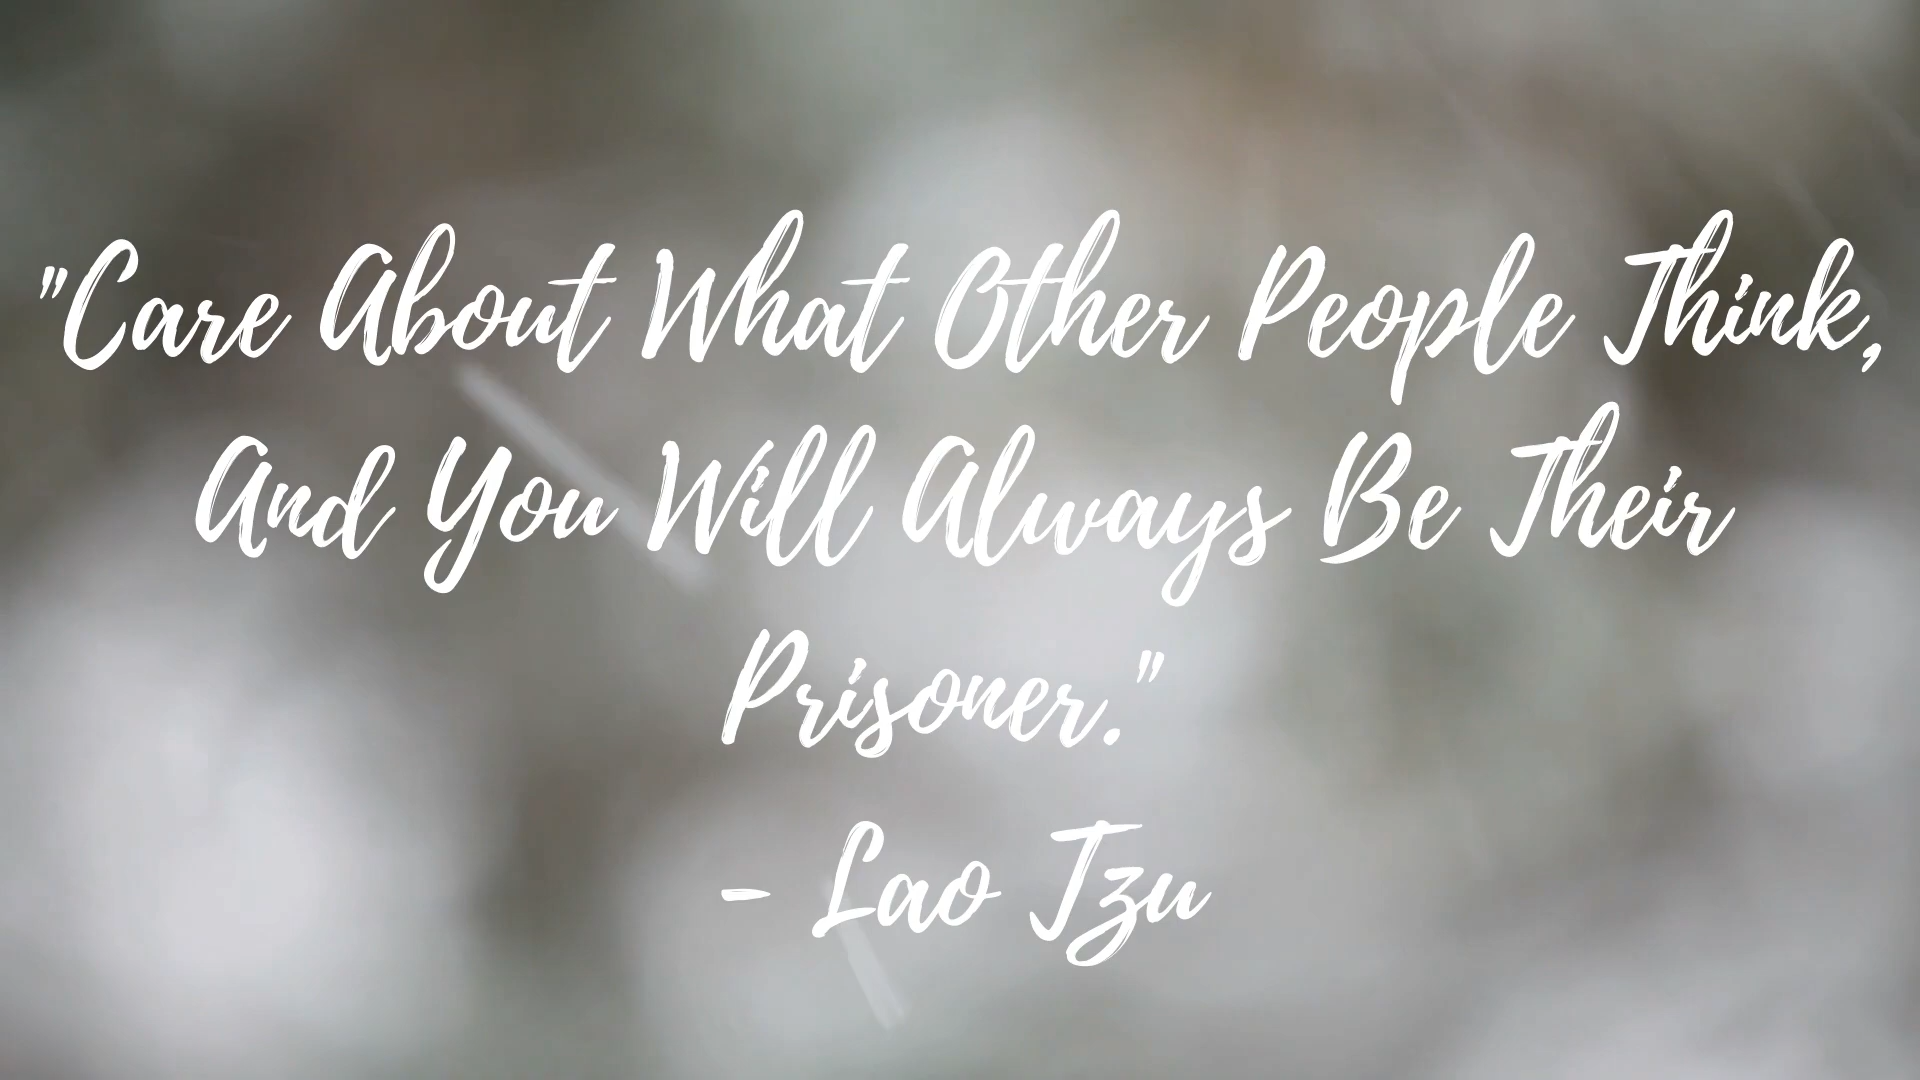 "Care About What Other People Think,
And You Will Always Be Their
Prisoner."
- Lao Tzu